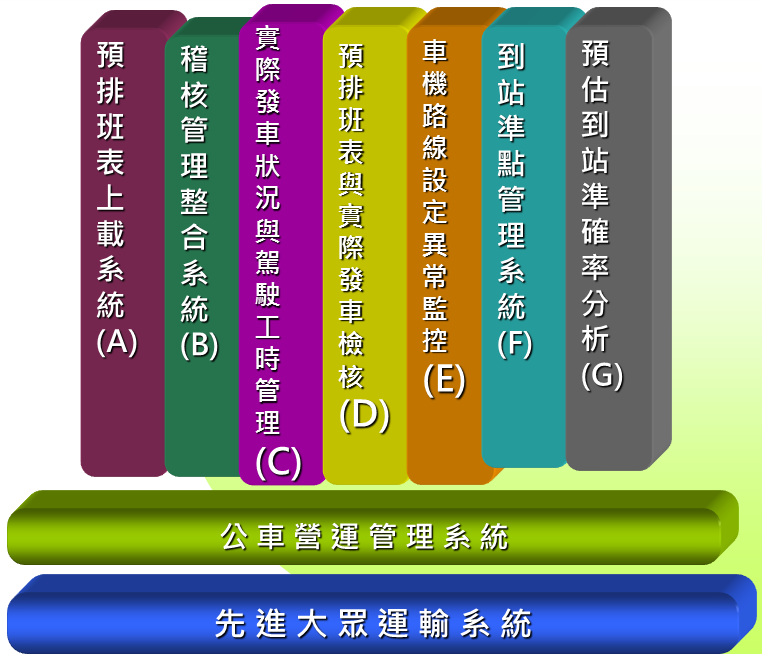 預排班表上載系統(A)
稽核管理整合系統(B)
實際發車狀況與駕駛工時管理(C)
預排班表與實際發車檢核(D)
車機路線設定異常監控(E)
到站準點管理系統(F)
預估到站準確率分析(G)
公車營運管理系統
先進大眾運輸系統